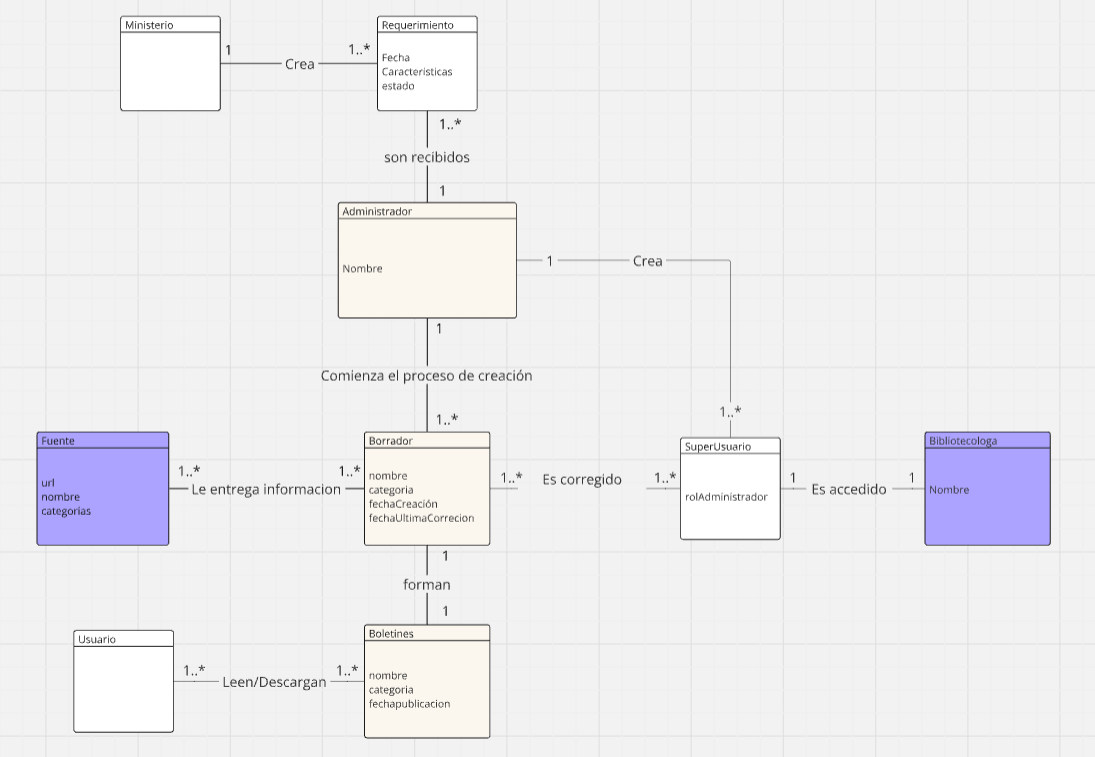 Ministerio
1
Crea
1..*
Requerimiento
Fecha
Caracteristicas
estado
1..*
son recibidos
1
Administrador
Nombre
1
Crea
1..*
1
Comienza el proceso de creación
1..*
Fuente
url
nombre
categorias
1..*
Le entrega informacion
1..*
Borrador
nombre
categoria
fechaCreación
fechaUltimaCorrecion
1..*
Es corregido
1..*
SuperUsuario
rolAdministrador
1
Es accedido
1
Bibliotecologa
Nombre
1
forman
1
Usuario
1..*
Leen/Descargan
1..*
Boletines
nombre
categoria
fechapublicacion